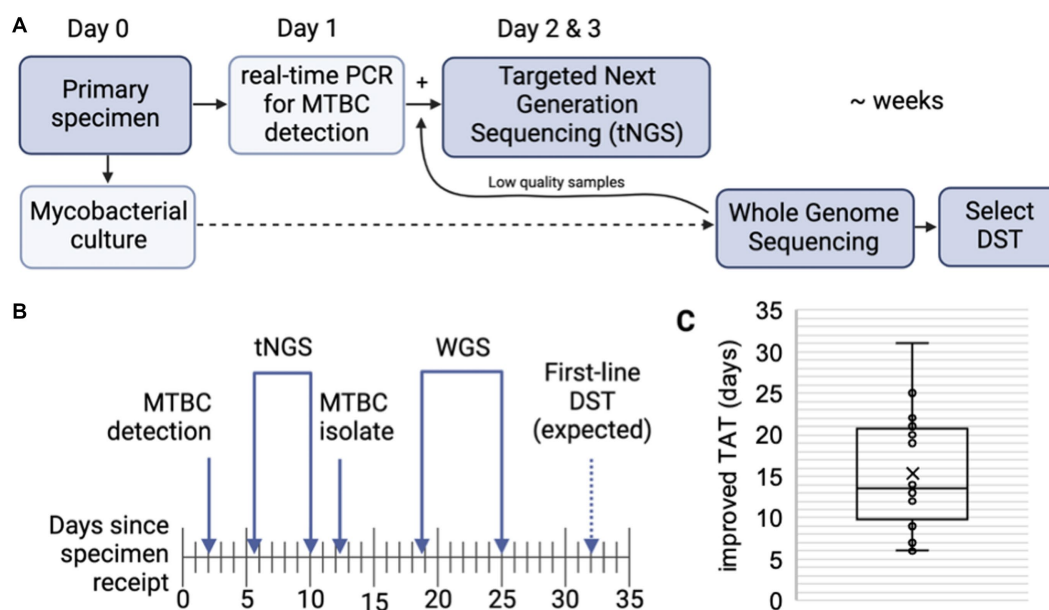 A
Day 0
Day 1
Day 2 & 3
Primary
specimen
real-time PCR
for MTBC
detection
+
Targeted Next
Generation
Sequencing (tNGS)
~ weeks
Low quality samples
Mycobacterial
culture
Whole Genome
Sequencing
Select
DST
B
tNGS
WGS
MTBC
detection
MTBC
isolate
First-line
DST
(expected)
Days since
specimen
receipt
0 5 10 15 20 25 30 35
C
improved TAT (days)
35
30
25
20
15
10
5
0